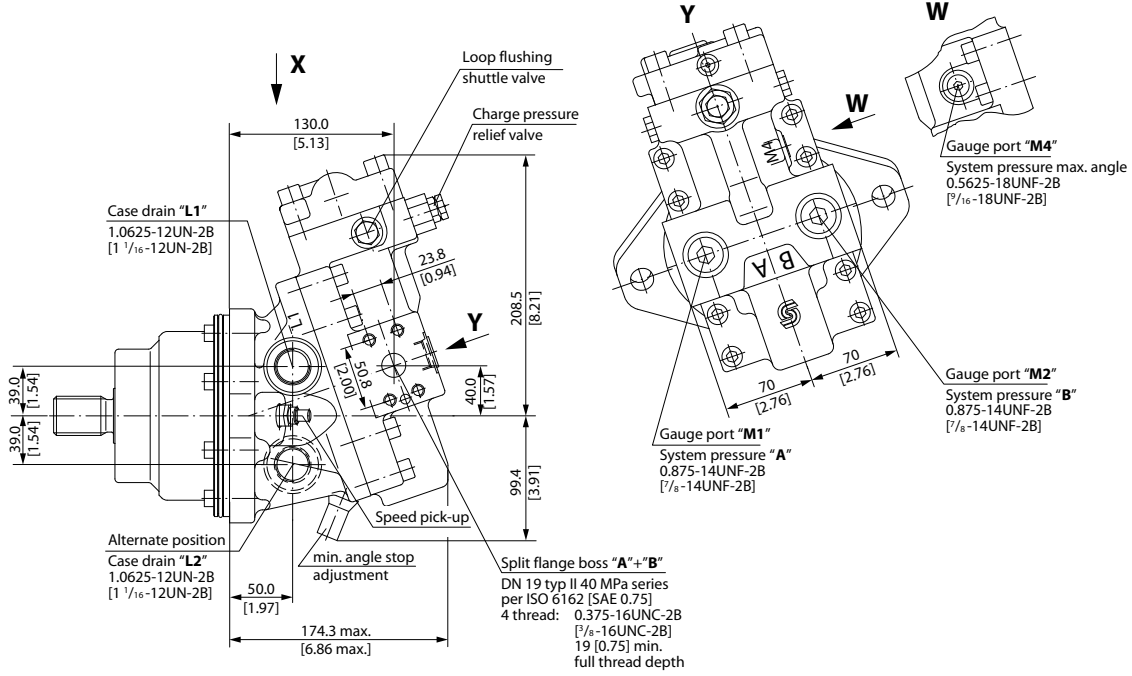 X
Loop flushing
shuttle valve
Charge pressure
relief valve
130.0
[5.13]
Case drain "L1"
1.0625-12UN-2B
[1 1/16-12UN-2B]
23.8
[0.94]
208.5
[8.21]
L1
Y
50.8
[2.00]
40.0
[1.57]
39.0
[1.54]
39.0
[1.54]
99.4
[3.91]
Speed pick-up
Alternate position
Case drain "L2"
1.0625-12UN-2B
[1 1/16-12UN-2B]
min. angle stop
adjustment
50.0
[1.97]
174.3 max.
[6.86 max.]
Split flange boss "A"+"B"
DN 19 typ II 40 MPa series
per ISO 6162 [SAE 0.75]
4 thread: 0.375-16UNC-2B
[3/8-16UNC-2B]
19 [0.75] min.
full thread depth
Y
W
M4
B A
70
[2.76]
70
[2.76]
Gauge port "M1"
System pressure "A"
0.875-14UNF-2B
[7/8-14UNF-2B]
Gauge port "M2"
System pressure "B"
0.875-14UNF-2B
[7/8-14UNF-2B]
W
Gauge port "M4"
System pressure max. angle
0.5625-18UNF-2B
[9/16-18UNF-2B]